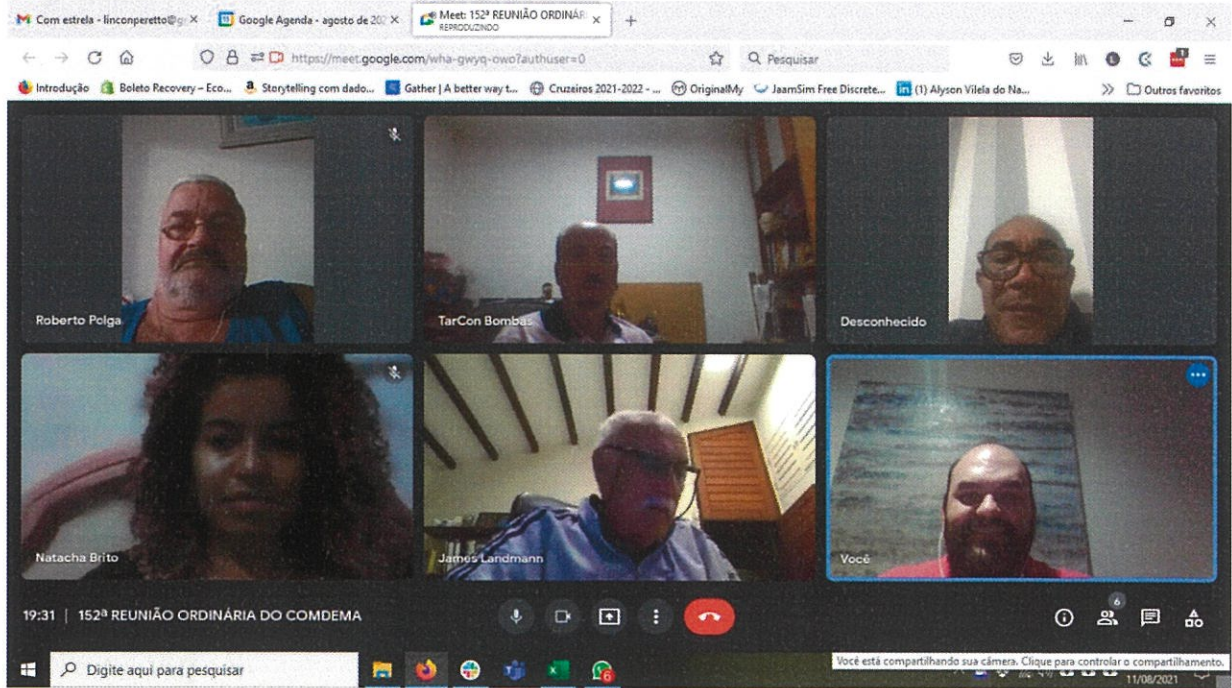 Com estrela - linconperetto@g
Google Agenda - agosto de 202
Meet: 152ª REUNIÃO ORDINÁR
REPRODUZINDO
https://meet.google.com/wha-gwyq-owo?authuser=0
Pesquisar
Introdução
Boleto Recovery – Eco...
Storytelling com dado...
Gather | A better way t...
Cruzeiros 2021-2022 - ...
OriginalMy
JaamSim Free Discrete...
(1) Alyson Vilela do Na...
Outros favoritos
Roberto Polga
TarCon Bombas
Desconhecido
Natacha Brito
James Landmann
Você
19:31 | 152ª REUNIÃO ORDINÁRIA DO COMDEMA
6
Digite aqui para pesquisar
Você está compartilhando sua câmera. Clique para controlar o compartilhamento.
11/08/2021